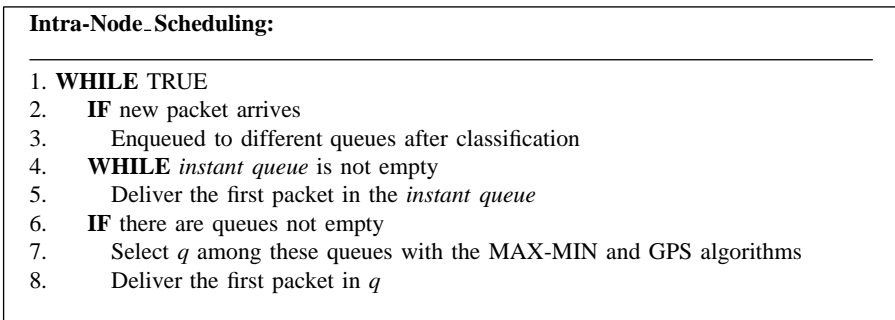 Intra-Node_Scheduling:
1. WHILE TRUE
2. IF new packet arrives
3. Enqueued to different queues after classification
4. WHILE instant queue is not empty
5. Deliver the first packet in the instant queue
6. IF there are queues not empty
7. Select q among these queues with the MAX-MIN and GPS algorithms
8. Deliver the first packet in q